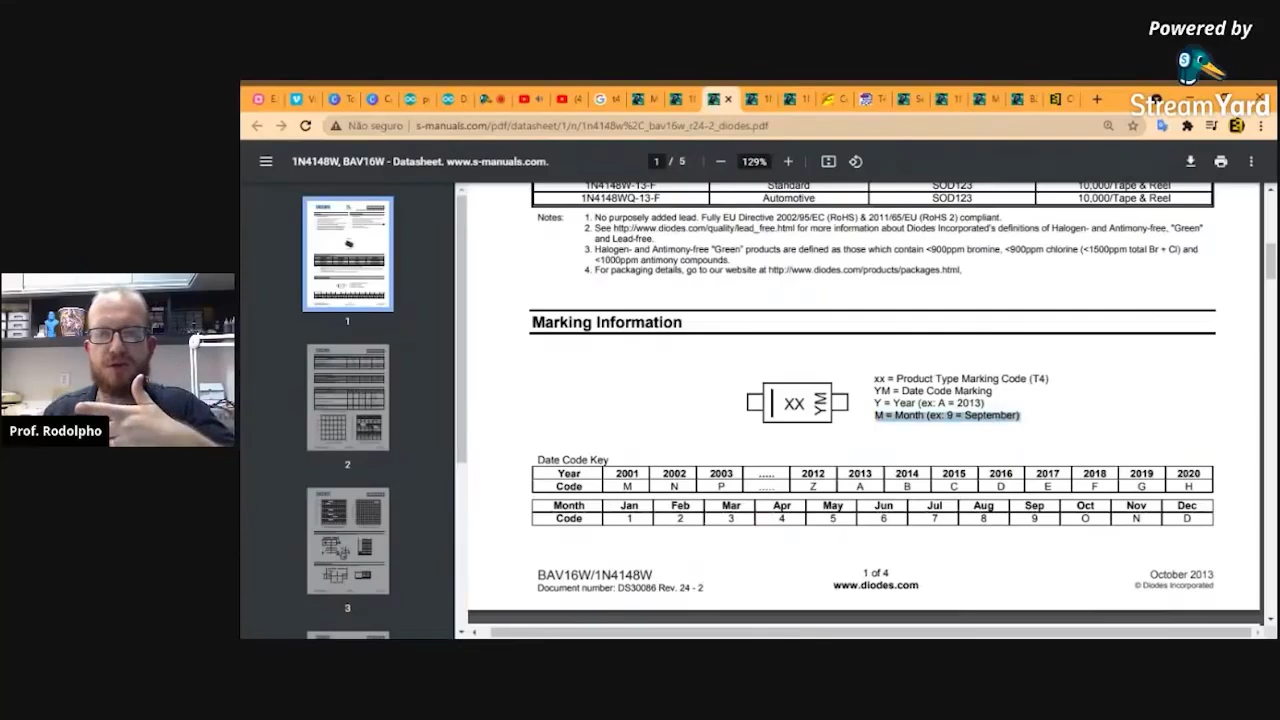 Powered by
StreamYard
Não seguro s-manuals.com/pdf/datasheet/1/n/1n4148w%2C_bav16w_r24-2_diodes.pdf
1N4148W, BAV16W - Datasheet. www.s-manuals.com. 1 / 5 129%
1N4148W-13-F Standard SOD123 10,000/Tape & Reel
1N4148WQ-13-F Automotive SOD123 10,000/Tape & Reel
Notes: 1. No purposely added lead. Fully EU Directive 2002/95/EC (RoHS) & 2011/65/EU (RoHS 2) compliant.
2. See http://www.diodes.com/quality/lead_free.html for more information about Diodes Incorporated's definitions of Halogen- and Antimony-free, "Green"
and Lead-free.
3. Halogen- and Antimony-free "Green" products are defined as those which contain <900ppm bromine, <900ppm chlorine (<1500ppm total Br + Cl) and
<1000ppm antimony compounds.
4. For packaging details, go to our website at http://www.diodes.com/products/packages.html,
Marking Information
XX YM
xx = Product Type Marking Code (T4)
YM = Date Code Marking
Y = Year (ex: A = 2013)
M = Month (ex: 9 = September)
Date Code Key
Year 2001 2002 2003 ..... 2012 2013 2014 2015 2016 2017 2018 2019 2020
Code M N P ..... Z A B C D E F G H
Month Jan Feb Mar Apr May Jun Jul Aug Sep Oct Nov Dec
Code 1 2 3 4 5 6 7 8 9 O N D
BAV16W/1N4148W
Document number: DS30086 Rev. 24 - 2
1 of 4
www.diodes.com
October 2013
© Diodes Incorporated
1
2
3
Prof. Rodolpho